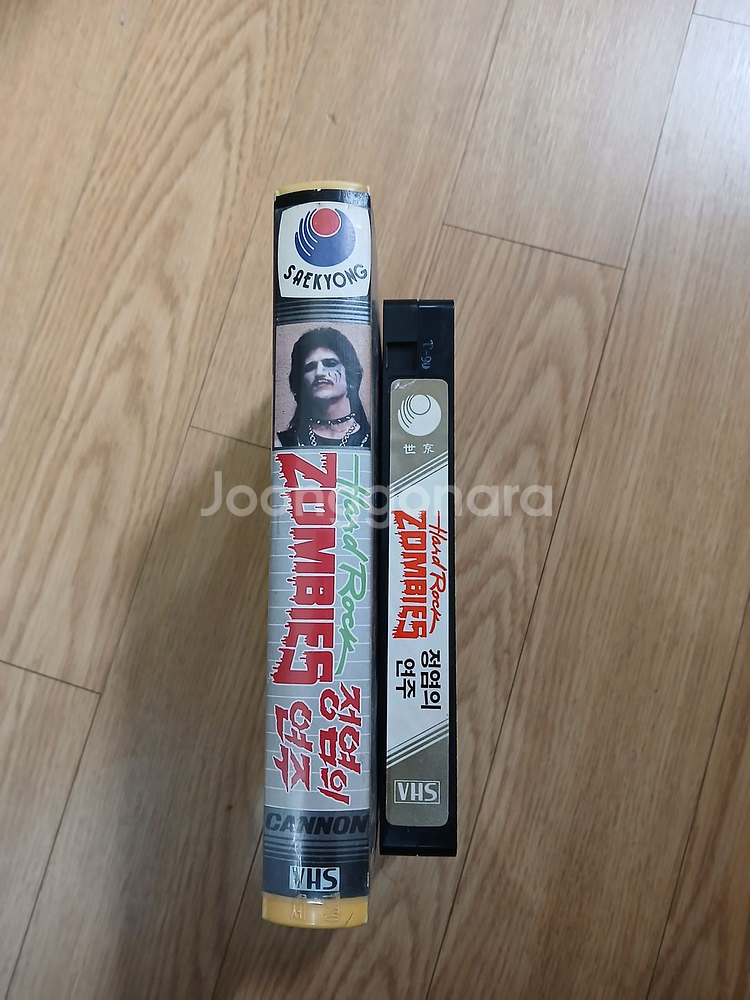 SAEKYONG
Hard Rock
ZOMBIES
정염의
연주
CANNON
VHS
T-90
世京
Hard Rock
ZOMBIES
정염의
연주
VHS
Joonggonara